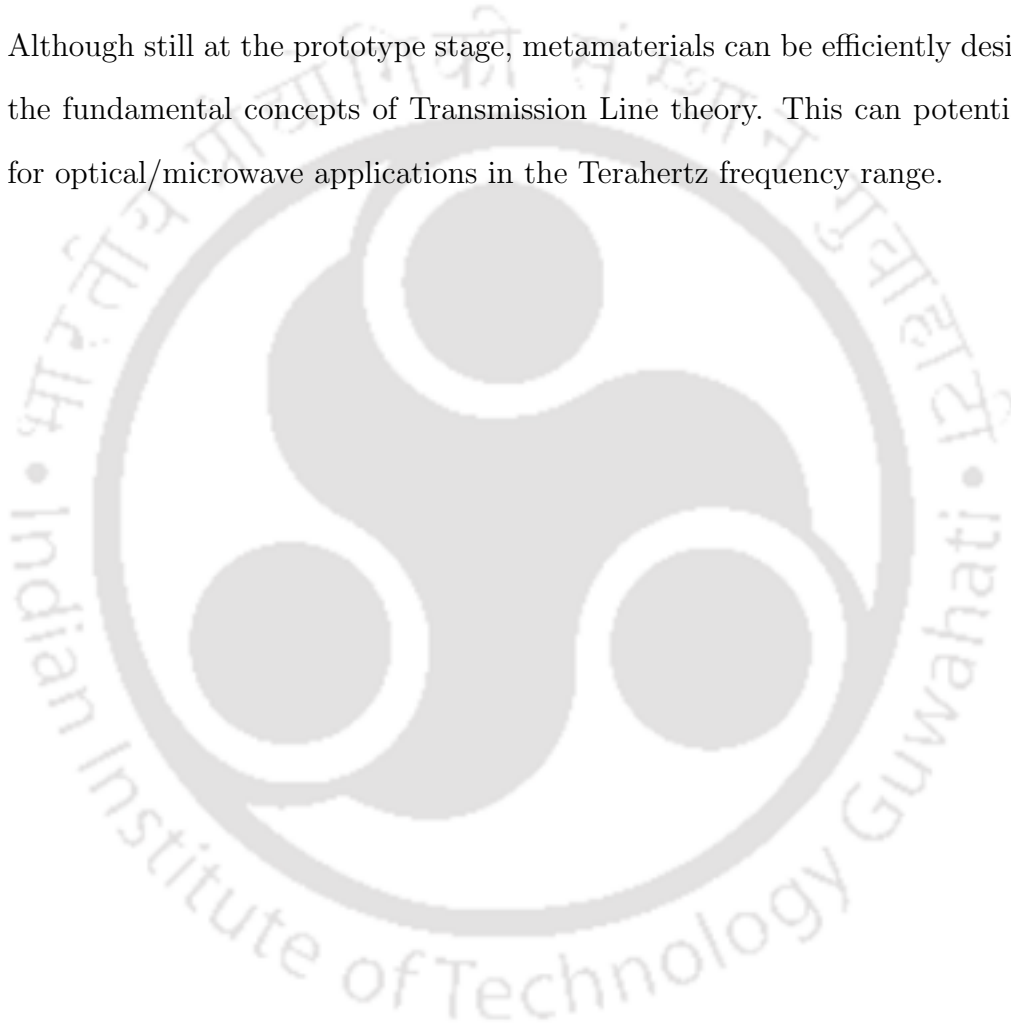 Although still at the prototype stage, metamaterials can be efficiently desi
the fundamental concepts of Transmission Line theory. This can potenti
for optical/microwave applications in the Terahertz frequency range.
भारतीय प्रौद्योगिकी संस्थान गुवाहाटी
• Indian Institute of Technology Guwahati •